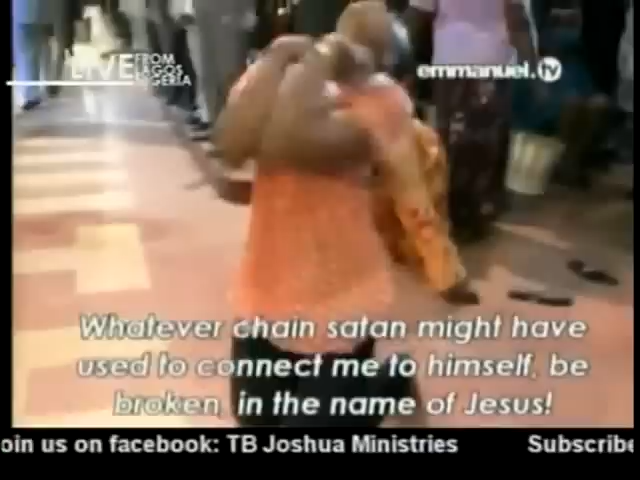 LIVE FROM
LAGOS
NIGERIA
emmanuel.tv
Whatever chain satan might have
used to connect me to himself, be
broken, in the name of Jesus!
oin us on facebook: TB Joshua Ministries Subscribe